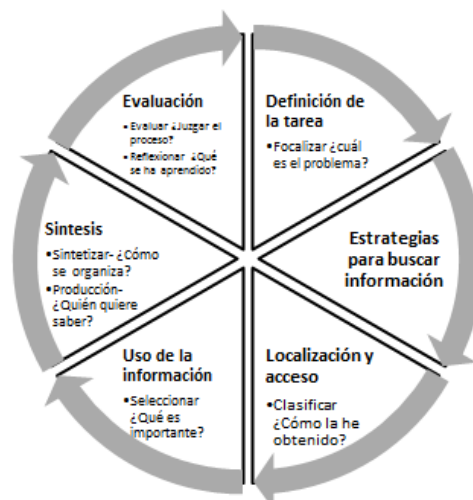 Definición de
la tarea
•Focalizar ¿cuál
es el problema?
Estrategias
para buscar
información
Localización y
acceso
•Clasificar
¿Cómo la he
obtenido?
Uso de la
información
•Seleccionar
¿Qué es
importante?
Sintesis
•Sintetizar- ¿Cómo
se organiza?
•Producción-
¿Quién quiere
saber?
Evaluación
•Evaluar ¿Juzgar el
proceso?
•Reflexionar ¿Qué
se ha aprendido?